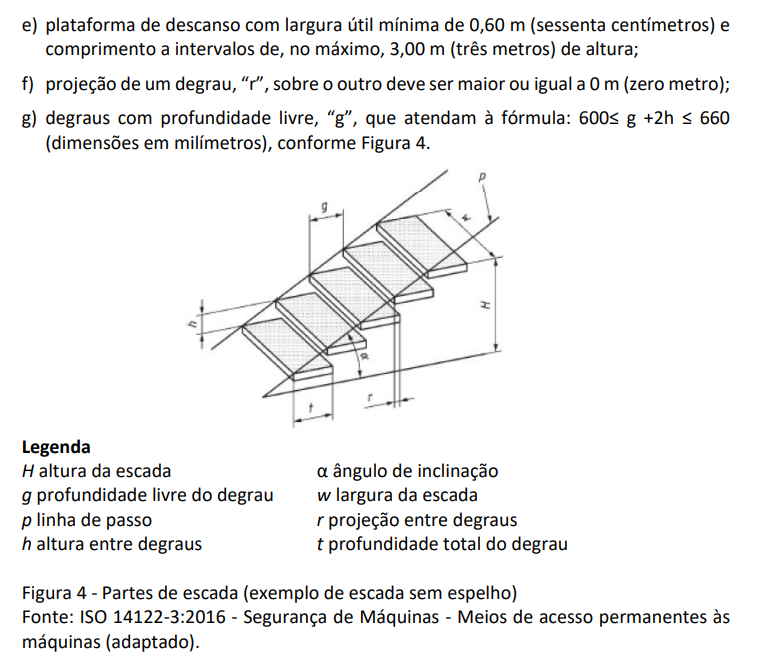 e) plataforma de descanso com largura útil mínima de 0,60 m (sessenta centímetros) e
comprimento a intervalos de, no máximo, 3,00 m (três metros) de altura;
f) projeção de um degrau, “r”, sobre o outro deve ser maior ou igual a 0 m (zero metro);
g) degraus com profundidade livre, “g”, que atendam à fórmula: 600≤ g +2h ≤ 660
(dimensões em milímetros), conforme Figura 4.
p
g
w
H
h
α
r
t
Legenda
H altura da escada
g profundidade livre do degrau
p linha de passo
h altura entre degraus
α ângulo de inclinação
w largura da escada
r projeção entre degraus
t profundidade total do degrau
Figura 4 - Partes de escada (exemplo de escada sem espelho)
Fonte: ISO 14122-3:2016 - Segurança de Máquinas - Meios de acesso permanentes às
máquinas (adaptado).